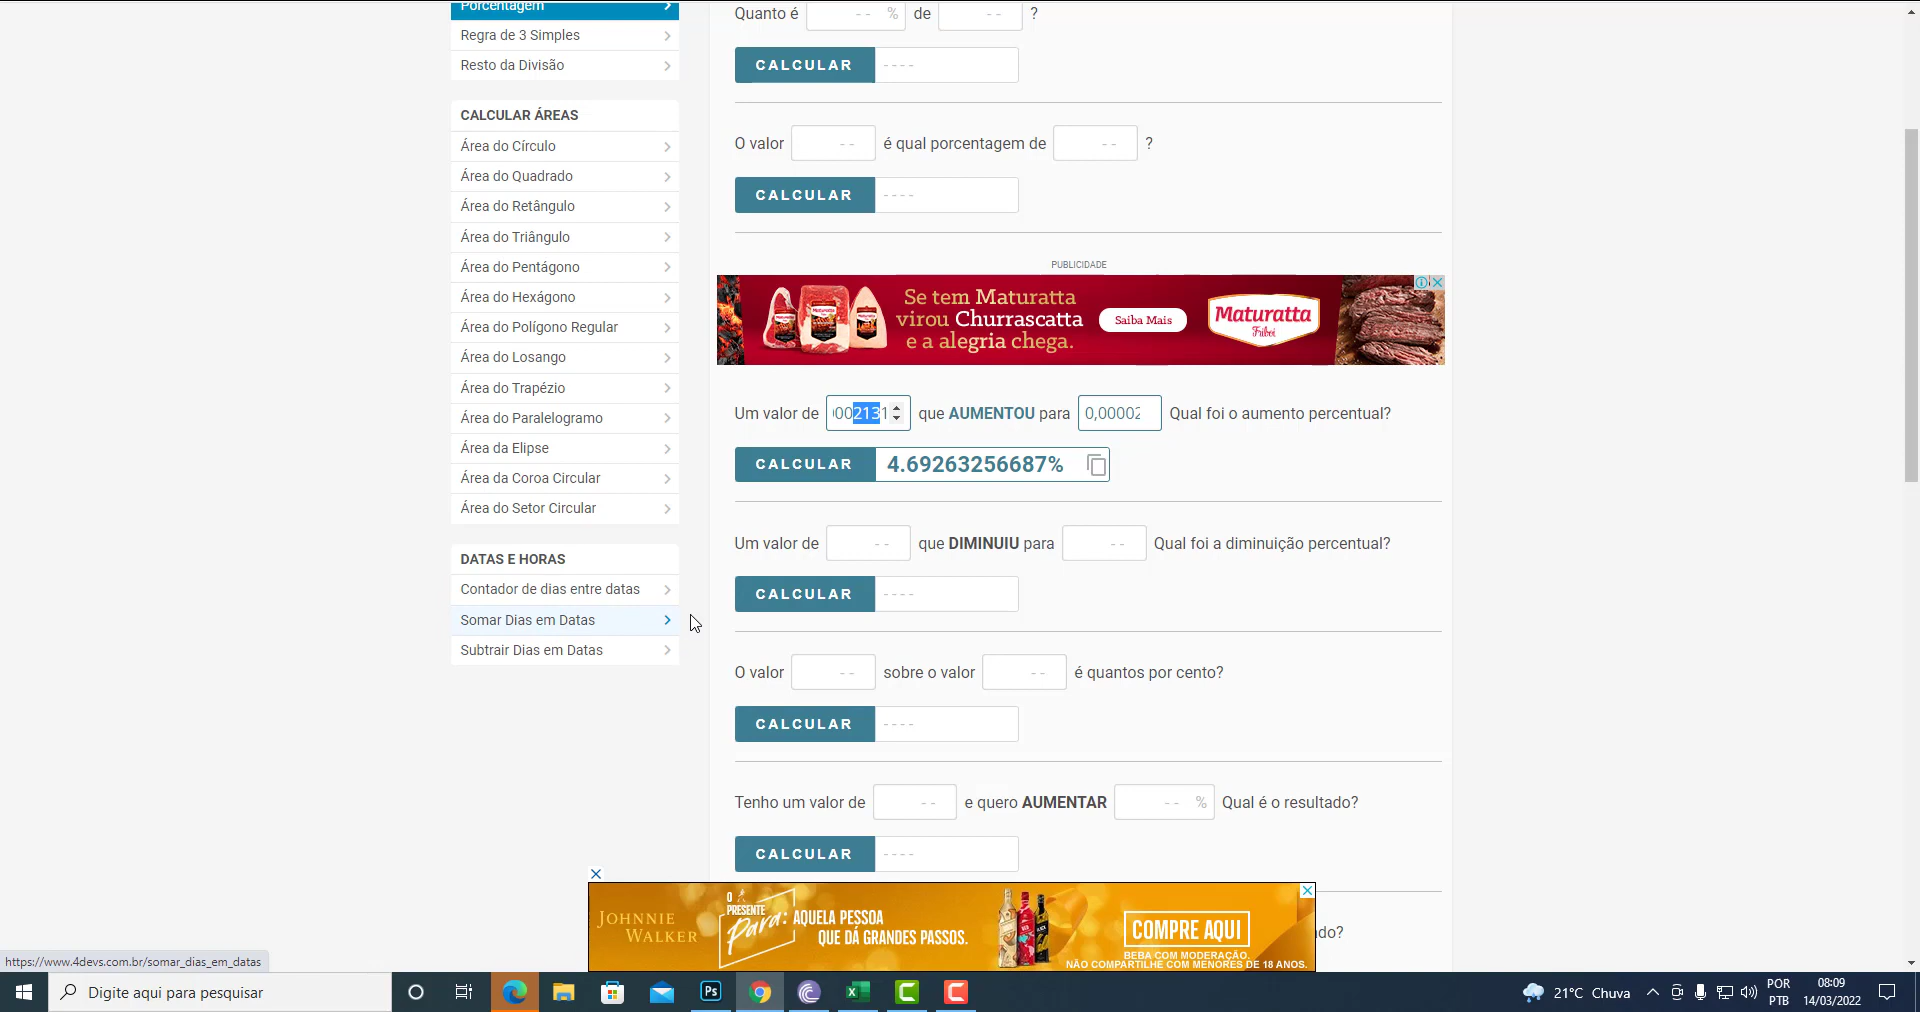 Porcentagem
Regra de 3 Simples
Resto da Divisão
CALCULAR ÁREAS
Área do Círculo
Área do Quadrado
Área do Retângulo
Área do Triângulo
Área do Pentágono
Área do Hexágono
Área do Polígono Regular
Área do Losango
Área do Trapézio
Área do Paralelogramo
Área da Elipse
Área da Coroa Circular
Área do Setor Circular
DATAS E HORAS
Contador de dias entre datas
Somar Dias em Datas
Subtrair Dias em Datas
Quanto é -- % de -- ?
CALCULAR ----
O valor -- é qual porcentagem de -- ?
CALCULAR ----
PUBLICIDADE
Se tem Maturatta
virou Churrascatta
e a alegria chega.
Saiba Mais
Maturatta
Friboi
Um valor de 002131 que AUMENTOU para 0,00002 Qual foi o aumento percentual?
CALCULAR 4.69263256687%
Um valor de -- que DIMINUIU para -- Qual foi a diminuição percentual?
CALCULAR ----
O valor -- sobre o valor -- é quantos por cento?
CALCULAR ----
Tenho um valor de -- e quero AUMENTAR -- % Qual é o resultado?
CALCULAR ----
do?
JOHNNIE
WALKER
O
PRESENTE
Para: AQUELA PESSOA
QUE DÁ GRANDES PASSOS.
COMPRE AQUI
BEBA COM MODERAÇÃO.
NÃO COMPARTILHE COM MENORES DE 18 ANOS.
https://www.4devs.com.br/somar_dias_em_datas
Digite aqui para pesquisar
Ps
21°C Chuva
POR
PTB
08:09
14/03/2022